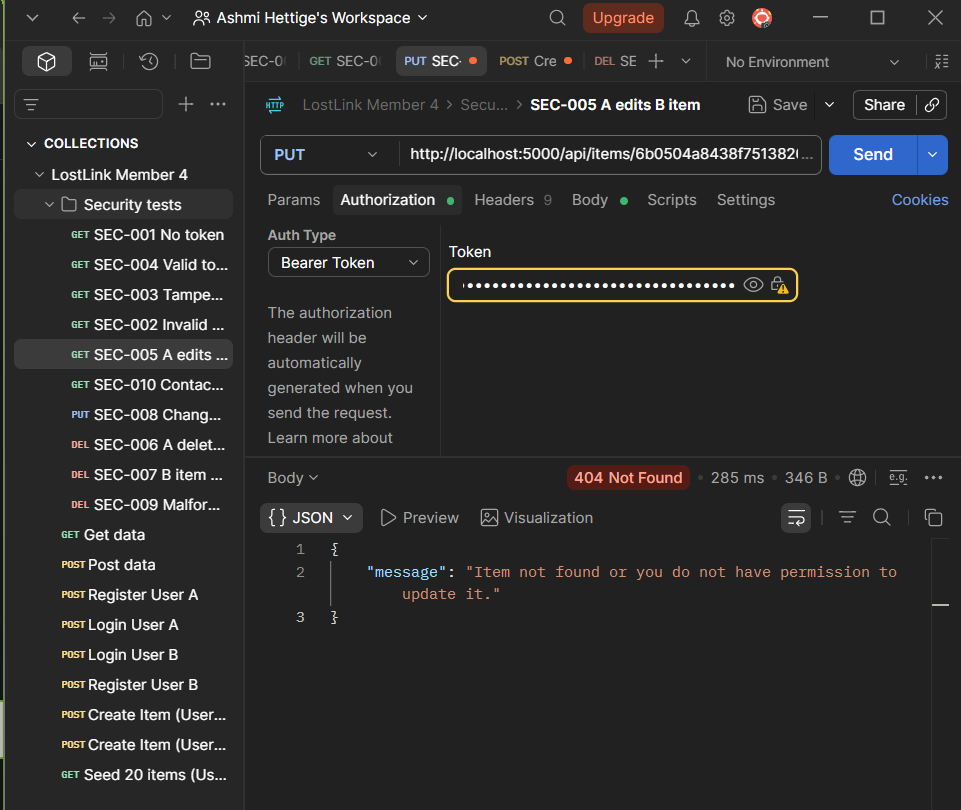 Ashmi Hettige's Workspace
Upgrade
SEC-0
GET SEC-0
PUT SEC-
POST Cre
DEL SE
No Environment
HTTP
LostLink Member 4 > Secu... > SEC-005 A edits B item
Save
Share
COLLECTIONS
LostLink Member 4
Security tests
GET SEC-001 No token
GET SEC-004 Valid to...
GET SEC-003 Tampe...
GET SEC-002 Invalid ...
GET SEC-005 A edits ...
GET SEC-010 Contac...
PUT SEC-008 Chang...
DEL SEC-006 A delet...
DEL SEC-007 B item ...
DEL SEC-009 Malfor...
GET Get data
POST Post data
POST Register User A
POST Login User A
POST Login User B
POST Register User B
POST Create Item (User...
POST Create Item (User...
GET Seed 20 items (Us...
PUT
http://localhost:5000/api/items/6b0504a8438f7513820...
Send
Params
Authorization
Headers 9
Body
Scripts
Settings
Cookies
Auth Type
Bearer Token
The authorization
header will be
automatically
generated when you
send the request.
Learn more about
Token
Body
404 Not Found
285 ms
346 B
e.g.
{} JSON
Preview
Visualization
1 {
2 "message": "Item not found or you do not have permission to
update it."
3 }